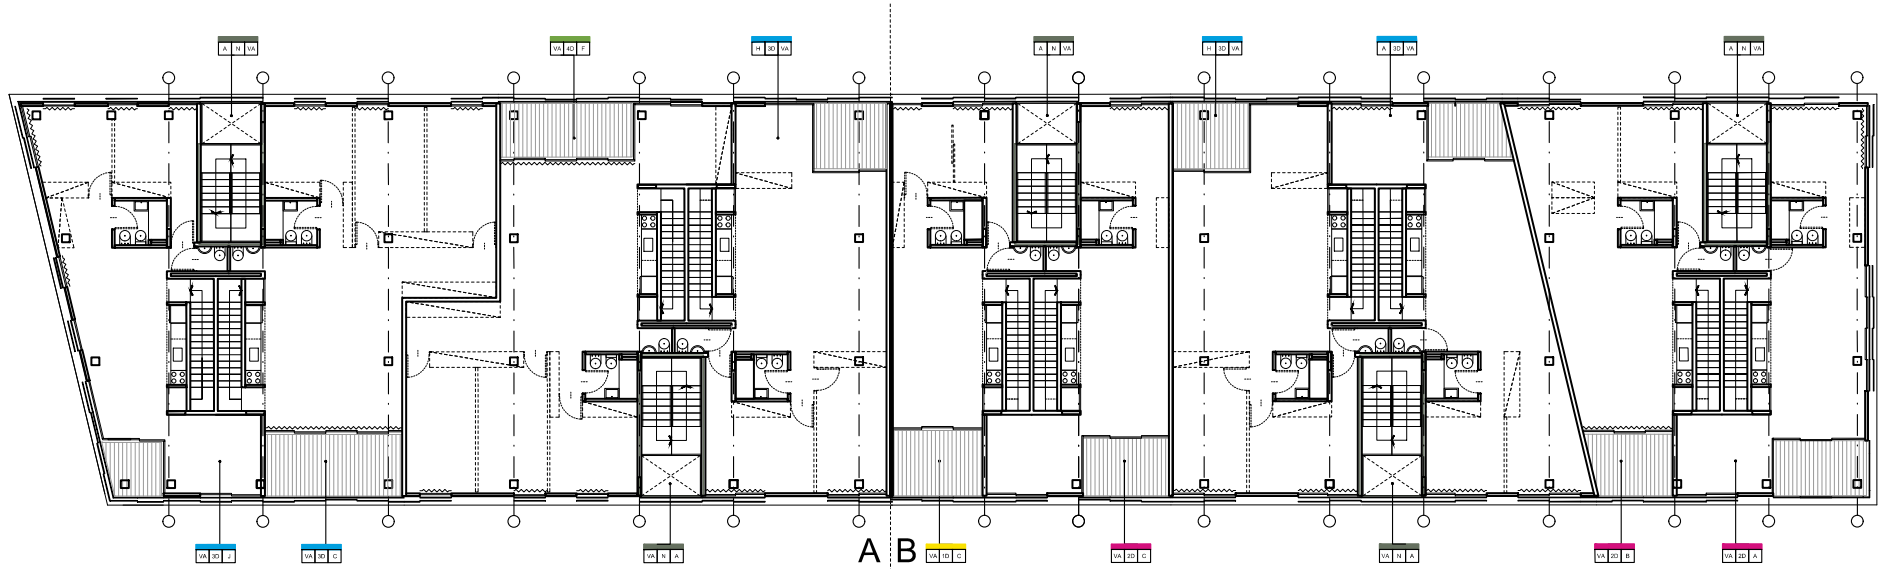 A N VA
VA 4D F
H 3D VA
A N VA
H 3D VA
A 3D VA
A N VA
A B
VA 3D J
VA 3D C
VA N A
VA 1D C
VA 2D C
VA N A
VA 2D B
VA 2D A